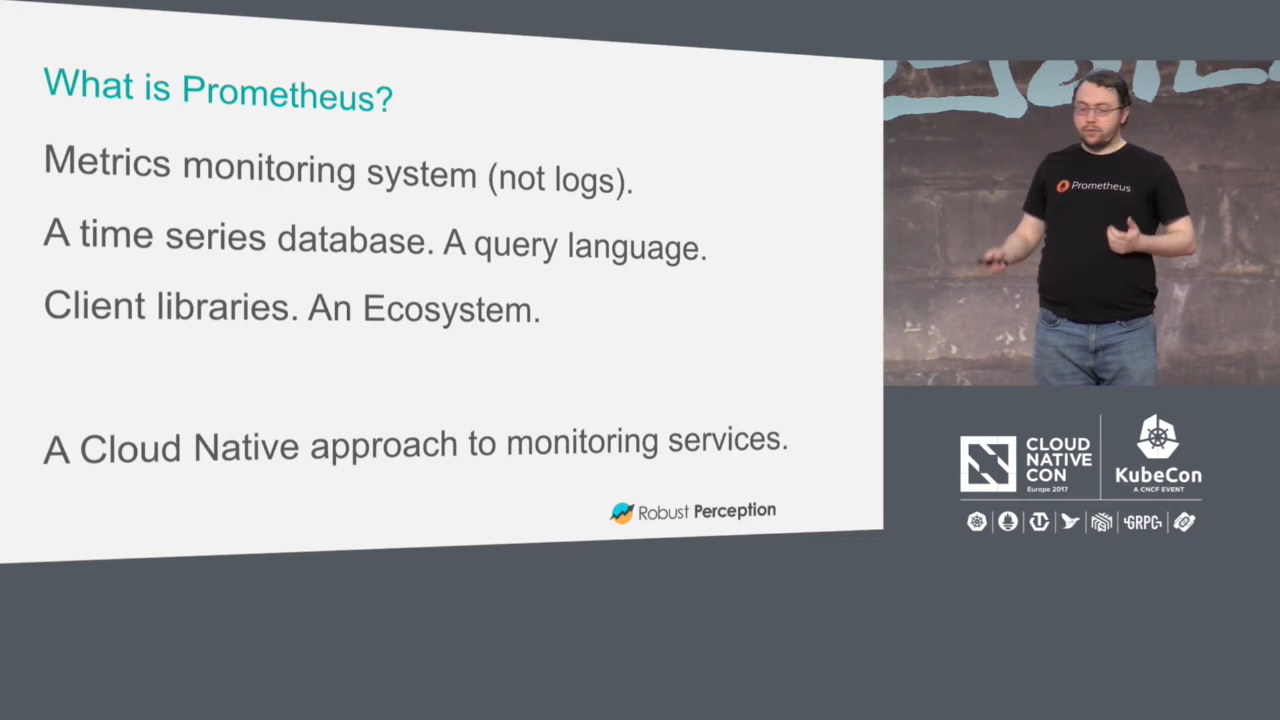 What is Prometheus?
Metrics monitoring system (not logs).
A time series database. A query language.
Client libraries. An Ecosystem.
A Cloud Native approach to monitoring services.
Robust Perception
Prometheus
CLOUD
NATIVE
CON
Europe 2017
KubeCon
A CNCF EVENT
GRPC